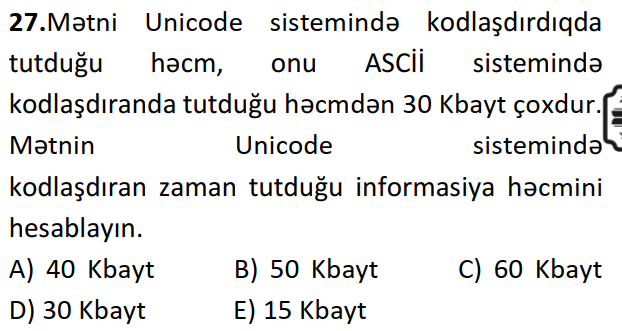 27.Mətni Unicode sistemində kodlaşdırdıqda
tutduğu həcm, onu ASCİİ sistemində
kodlaşdıranda tutduğu həcmdən 30 Kbayt çoxdur.
Mətnin Unicode sistemində
kodlaşdıran zaman tutduğu informasiya həcmini
hesablayın.
A) 40 Kbayt B) 50 Kbayt C) 60 Kbayt
D) 30 Kbayt E) 15 Kbayt